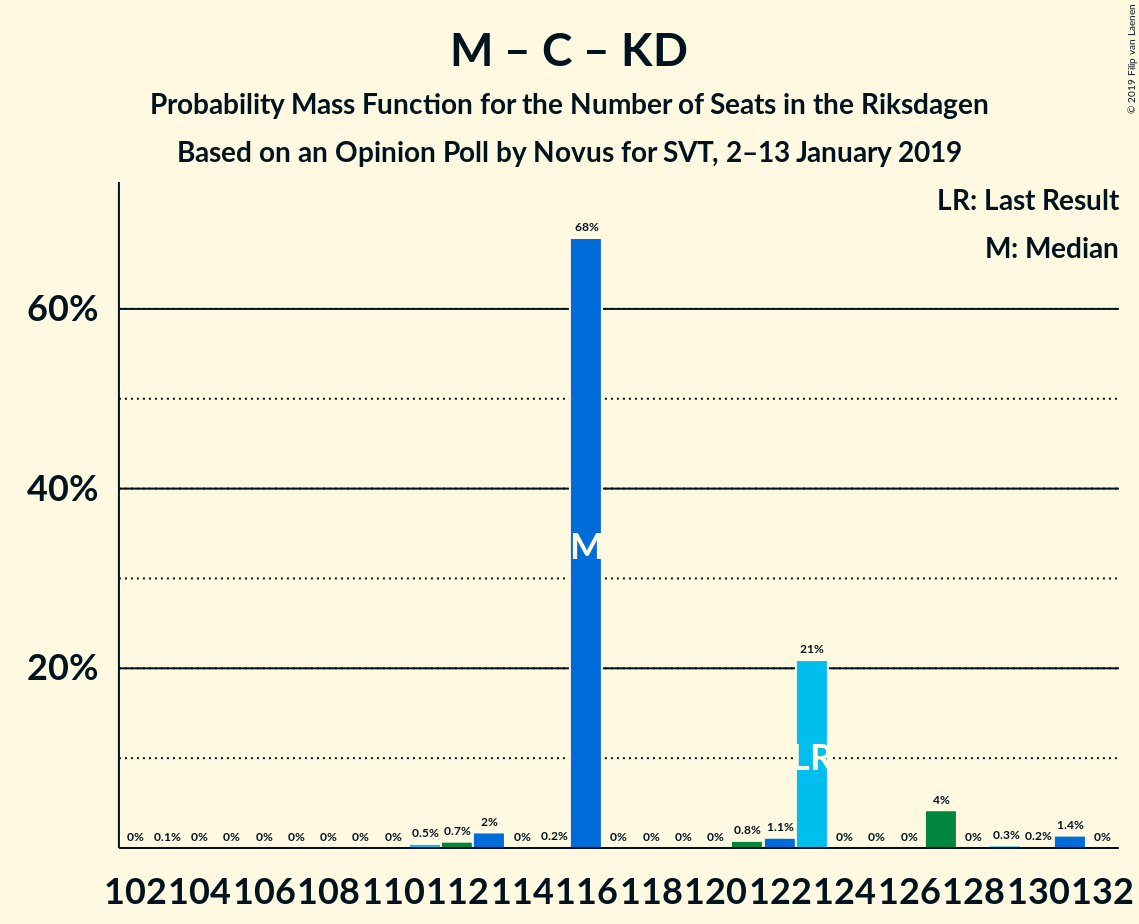 M – C – KD
Probability Mass Function for the Number of Seats in the Riksdagen
Based on an Opinion Poll by Novus for SVT, 2–13 January 2019
© 2019 Filip van Laenen
LR: Last Result
M: Median
60%
40%
20%
0% 0.1% 0% 0% 0% 0% 0% 0% 0% 0.5% 0.7% 2% 0% 0.2% 68% 0% 0% 0% 0% 0.8% 1.1% 21% 0% 0% 0% 4% 0% 0.3% 0.2% 1.4% 0%
M
LR
102 104 106 108 110 112 114 116 118 120 122 124 126 128 130 132